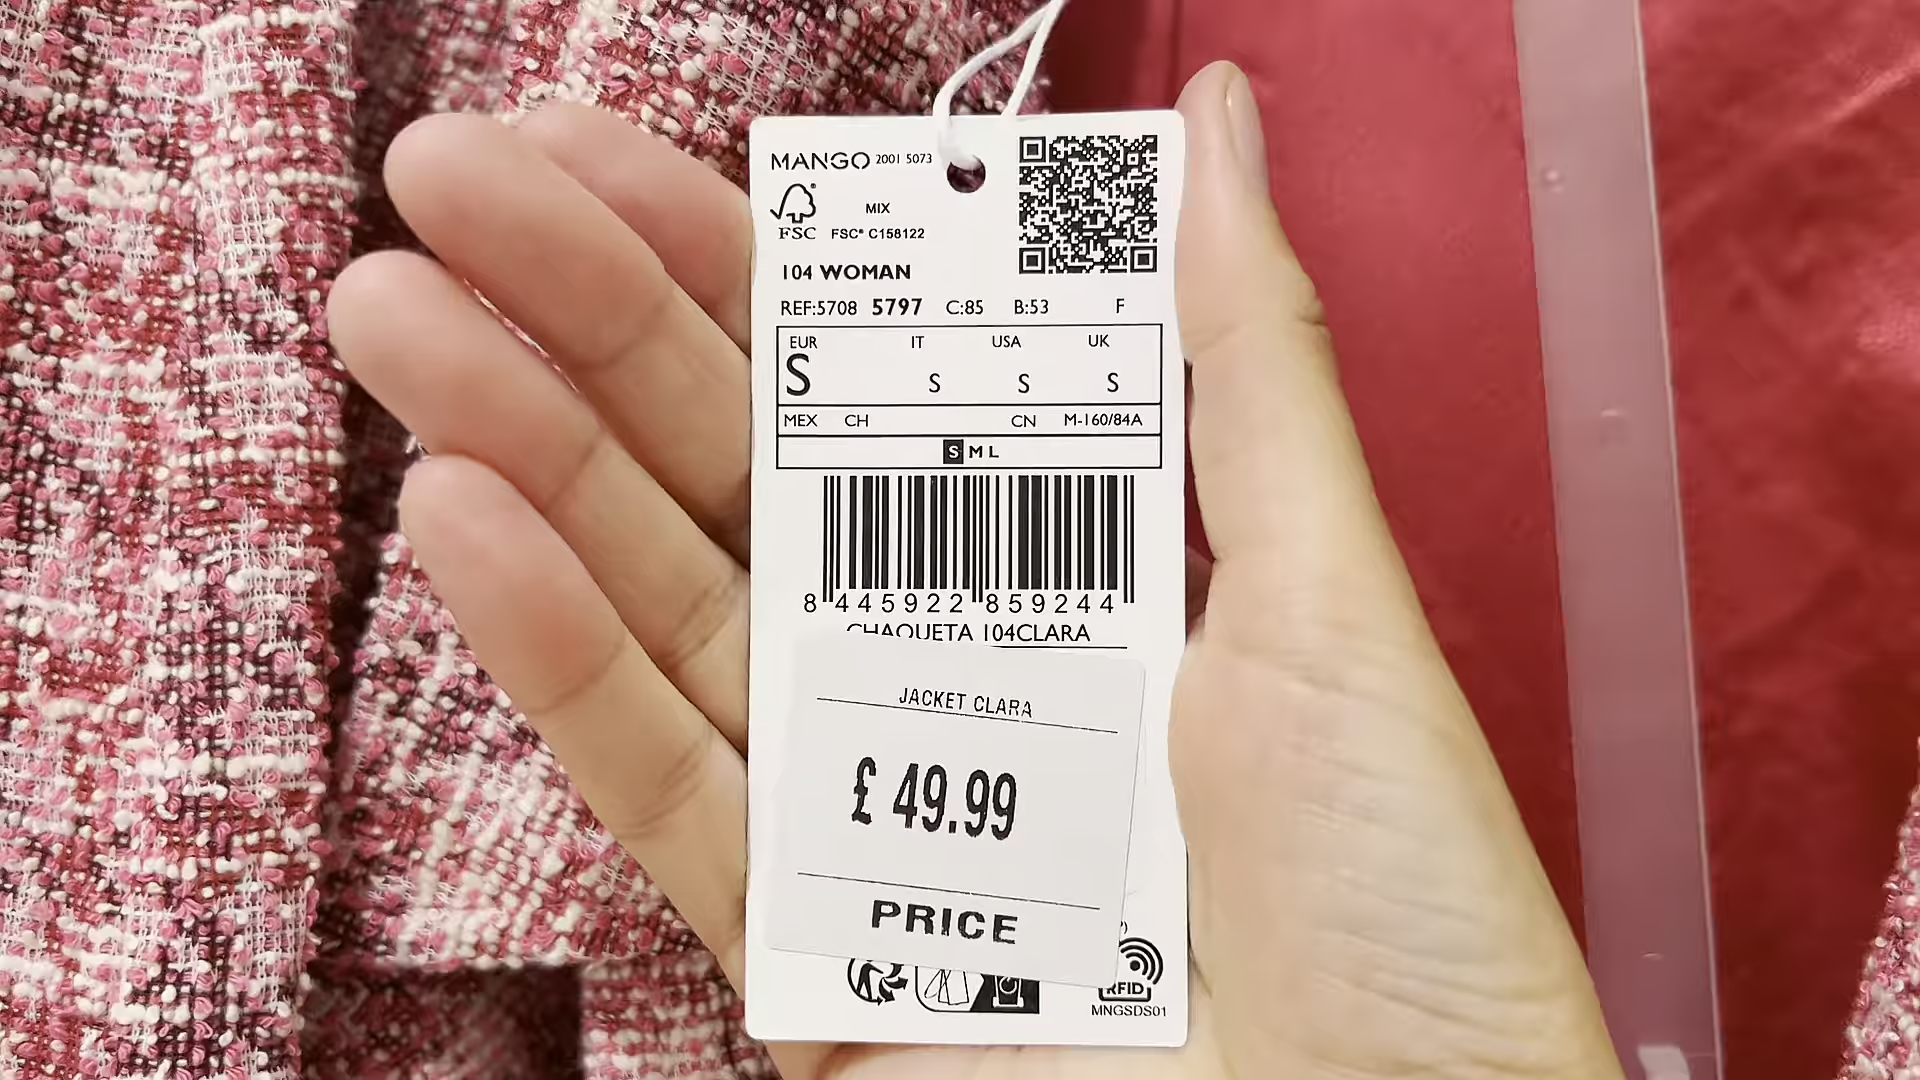 MANGO 2001 5073
MIX
FSC FSC® C158122
104 WOMAN
REF:5708 5797 C:85 B:53 F
EUR IT USA UK
S S S S
MEX CH CN M-160/84A
S M L
8 445922 859244
CHAQUETA 104CLARA
JACKET CLARA
£ 49.99
PRICE
RFID
MNGSDS01